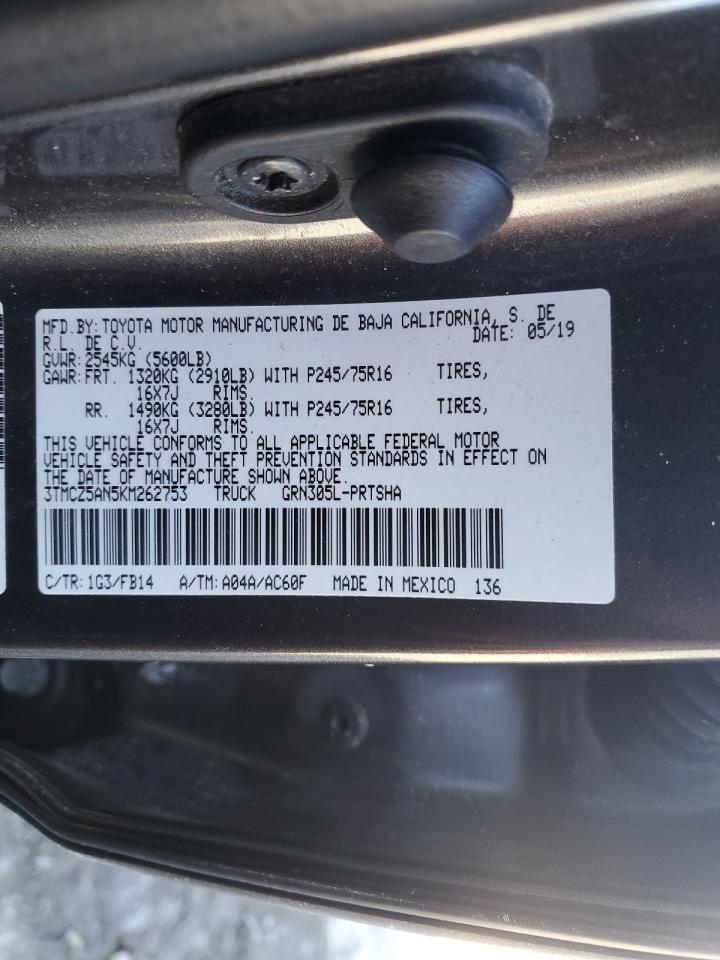 MFD.BY:TOYOTA MOTOR MANUFACTURING DE BAJA CALIFORNIA, S. DE
R.L. DE C.V. DATE: 05/19
GVWR:2545KG (5600LB)
GAWR:FRT. 1320KG (2910LB) WITH P245/75R16 TIRES,
16X7J RIMS.
RR. 1490KG (3280LB) WITH P245/75R16 TIRES,
16X7J RIMS.
THIS VEHICLE CONFORMS TO ALL APPLICABLE FEDERAL MOTOR
VEHICLE SAFETY AND THEFT PREVENTION STANDARDS IN EFFECT ON
THE DATE OF MANUFACTURE SHOWN ABOVE.
3TMCZ5AN5KM262753 TRUCK GRN305L-PRTSHA
C/TR:1G3/FB14 A/TM:A04A/AC60F MADE IN MEXICO 136